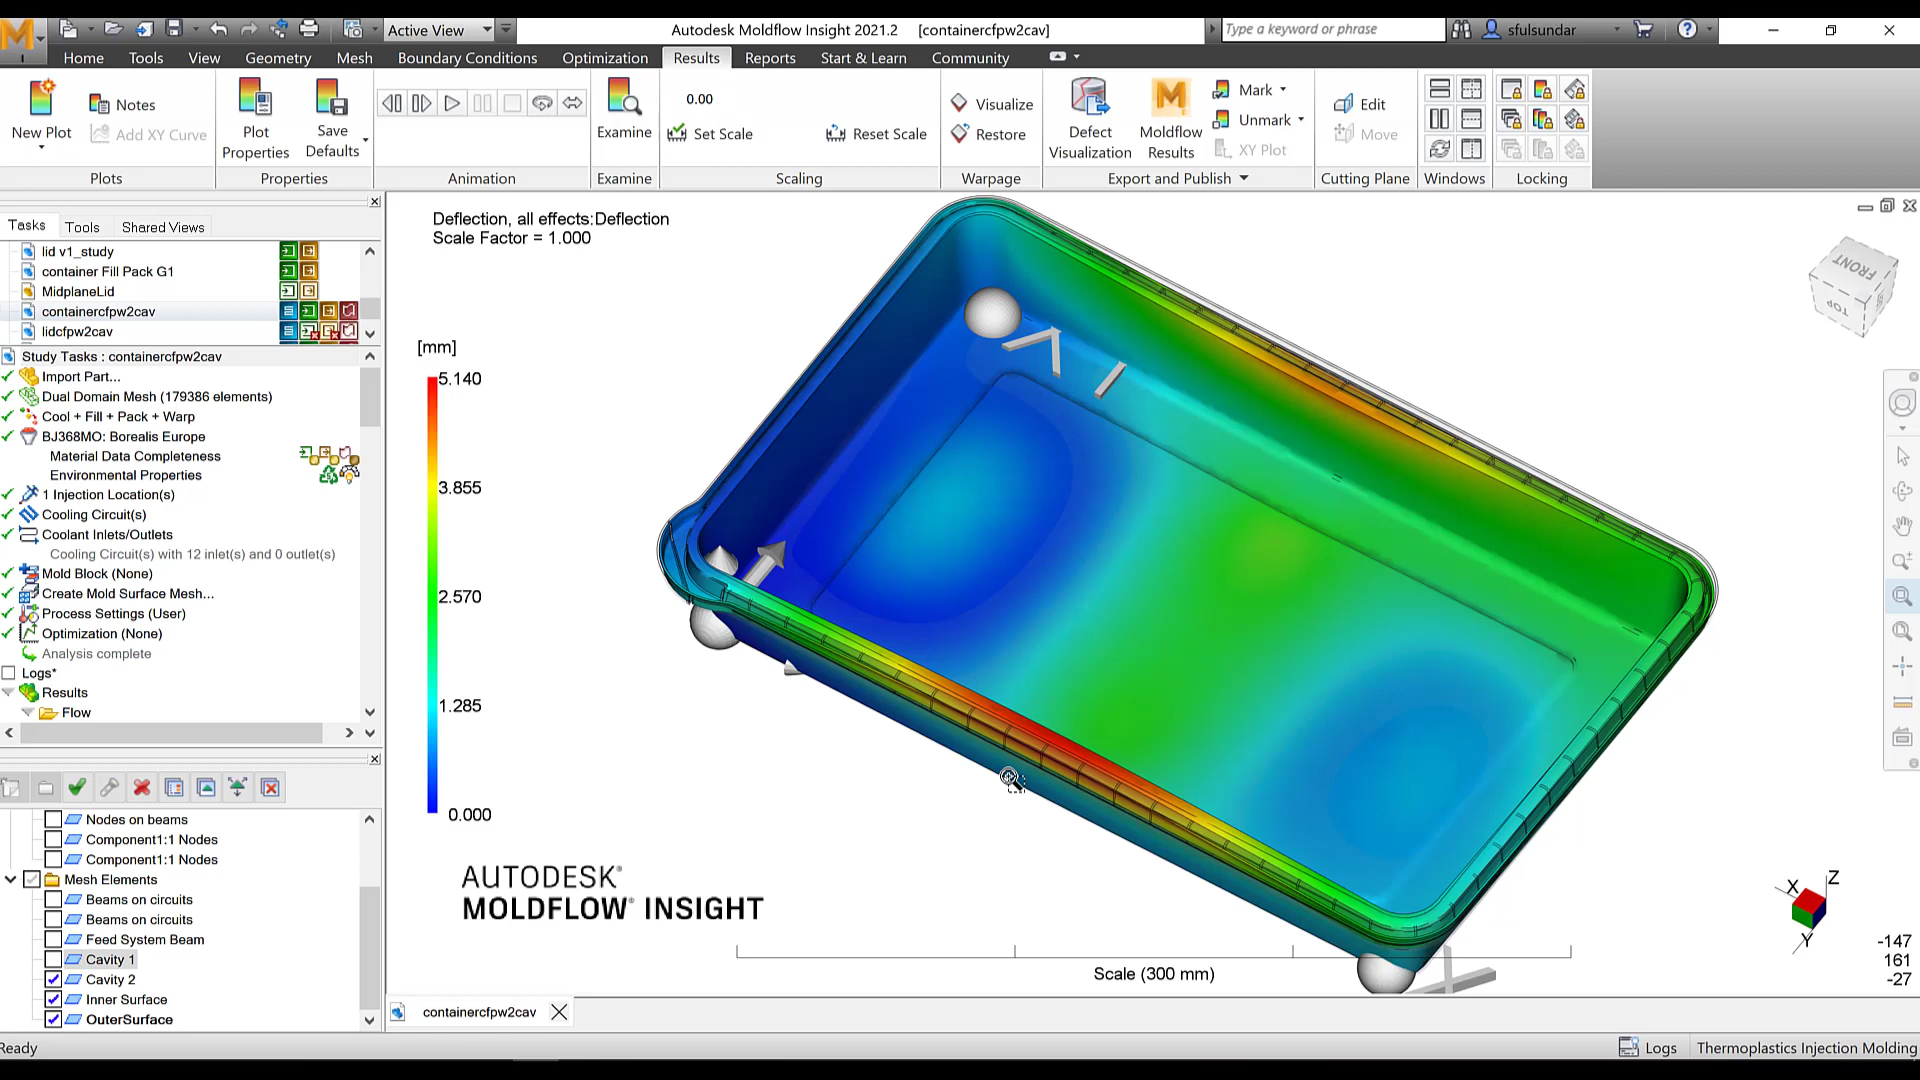 Active View
Autodesk Moldflow Insight 2021.2 [containercfpw2cav]
Type a keyword or phrase
sfulsundar
Home Tools View Geometry Mesh Boundary Conditions Optimization Results Reports Start & Learn Community
New Plot
Notes
Add XY Curve
Plots
Plot Properties
Save Defaults
Properties
Animation
Examine
Examine
0.00
Set Scale
Reset Scale
Scaling
Visualize
Restore
Warpage
Defect Visualization
Moldflow Results
Mark
Unmark
XY Plot
Export and Publish
Edit
Move
Cutting Plane
Windows
Locking
Tasks Tools Shared Views
lid v1_study
container Fill Pack G1
MidplaneLid
containercfpw2cav
lidcfpw2cav
Study Tasks : containercfpw2cav
Import Part...
Dual Domain Mesh (179386 elements)
Cool + Fill + Pack + Warp
BJ368MO: Borealis Europe
Material Data Completeness
Environmental Properties
1 Injection Location(s)
Cooling Circuit(s)
Coolant Inlets/Outlets
Cooling Circuit(s) with 12 inlet(s) and 0 outlet(s)
Mold Block (None)
Create Mold Surface Mesh...
Process Settings (User)
Optimization (None)
Analysis complete
Logs*
Results
Flow
Nodes on beams
Component1:1 Nodes
Component1:1 Nodes
Mesh Elements
Beams on circuits
Beams on circuits
Feed System Beam
Cavity 1
Cavity 2
Inner Surface
OuterSurface
Deflection, all effects:Deflection
Scale Factor = 1.000
[mm]
5.140
3.855
2.570
1.285
0.000
AUTODESK®
MOLDFLOW® INSIGHT
Scale (300 mm)
FRONT
TOP
X
Z
Y
-147
161
-27
containercfpw2cav
Ready
Logs
Thermoplastics Injection Molding